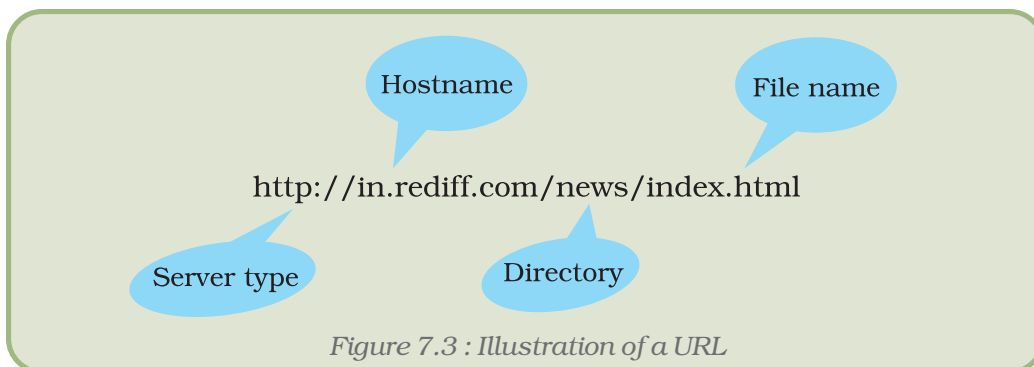 Hostname
File name
http://in.rediff.com/news/index.html
Server type
Directory
Figure 7.3 : Illustration of a URL